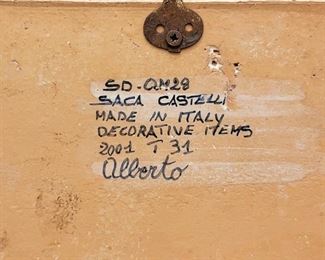 SD-QM28
SACA CASTELLI
MADE IN ITALY
DECORATIVE ITEMS
2001 T 31
Alberto